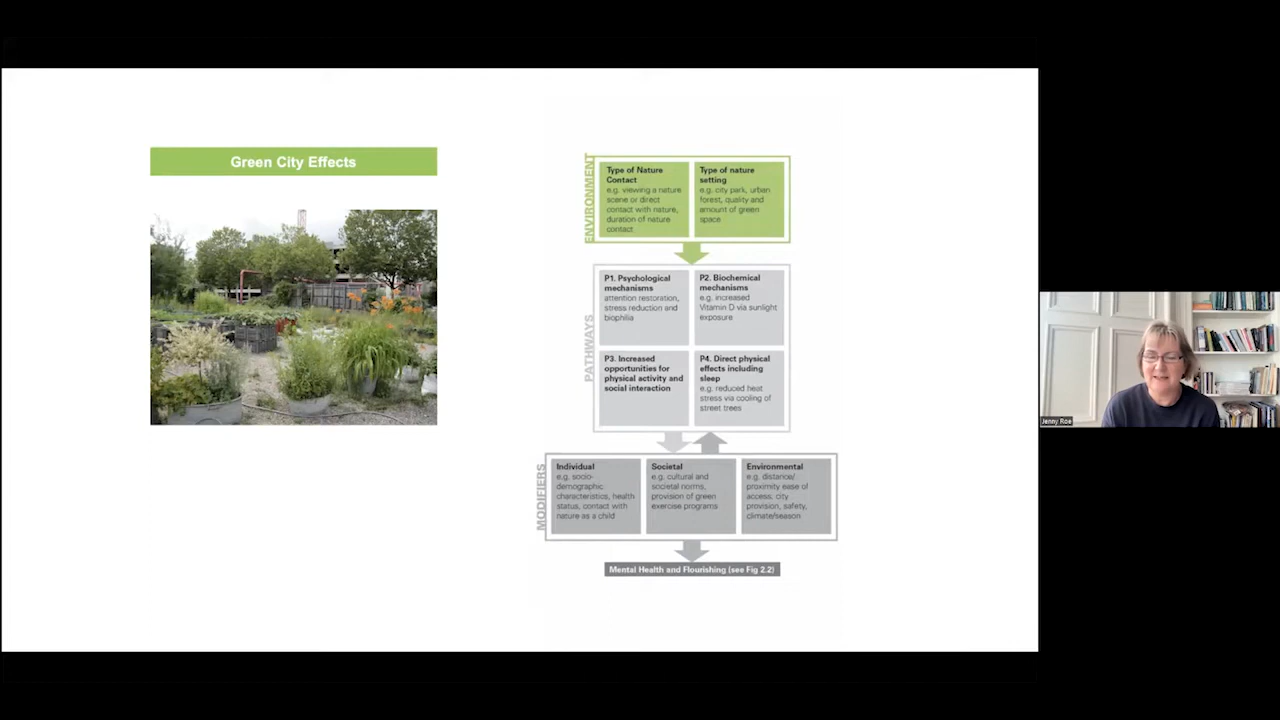 Green City Effects
ENVIRONMENT
Type of Nature
Contact
e.g. viewing a nature
scene or direct
contact with nature,
duration of nature
contact
Type of nature
setting
e.g. city park, urban
forest, quality and
amount of green
space
PATHWAYS
P1. Psychological
mechanisms
attention restoration,
stress reduction and
biophilia
P2. Biochemical
mechanisms
e.g. increased
Vitamin D via sunlight
exposure
P3. Increased
opportunities for
physical activity and
social interaction
P4. Direct physical
effects including
sleep
e.g. reduced heat
stress via cooling of
street trees
MODIFIERS
Individual
e.g. socio-
demographic
characteristics, health
status, contact with
nature as a child
Societal
e.g. cultural and
societal norms,
provision of green
exercise programs
Environmental
e.g. distance/
proximity ease of
access, city
provision, safety,
climate/season
Mental Health and Flourishing (see Fig 2.2)
Jenny Roe